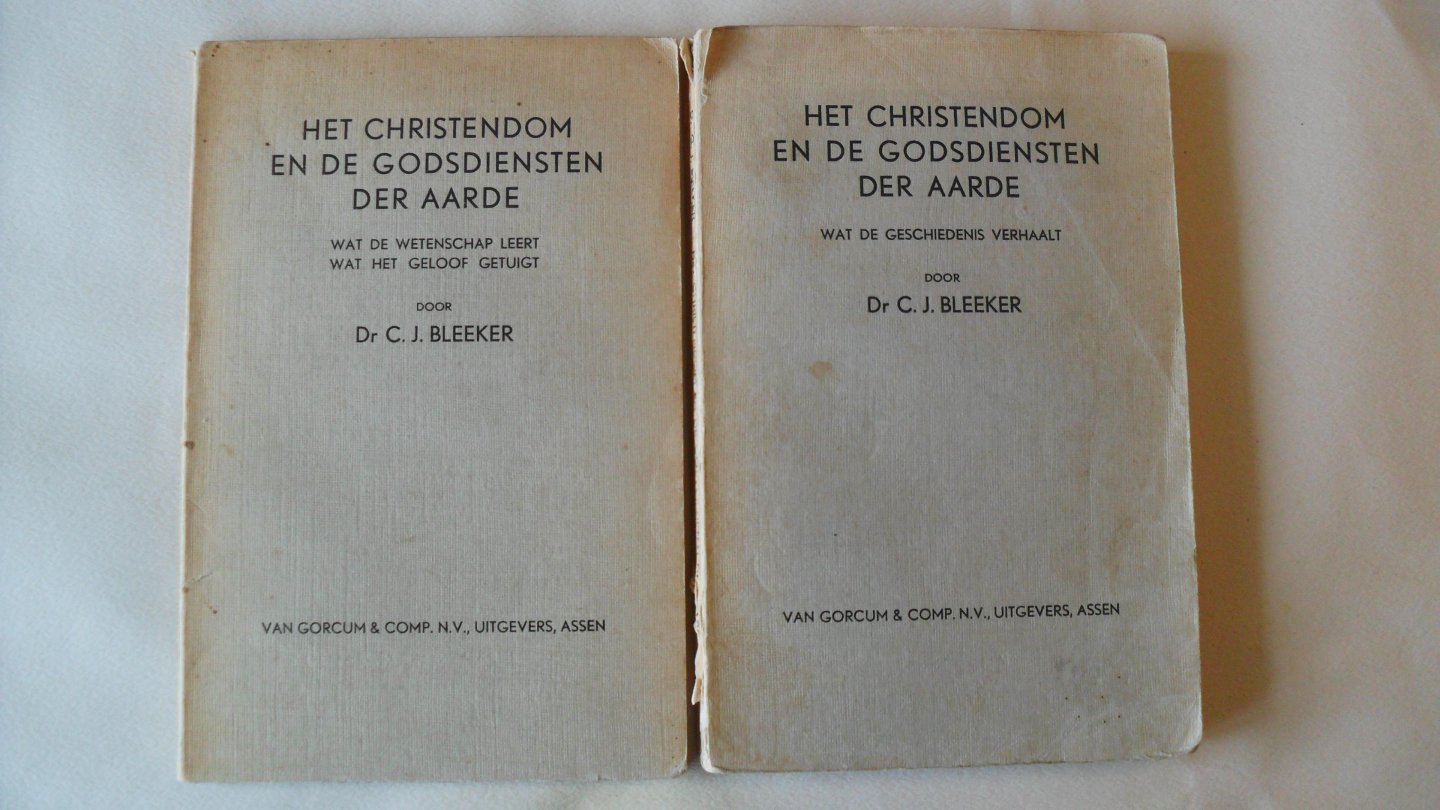 HET CHRISTENDOM
EN DE GODSDIENSTEN
DER AARDE
WAT DE WETENSCHAP LEERT
WAT HET GELOOF GETUIGT
DOOR
Dr C. J. BLEEKER
VAN GORCUM & COMP. N.V., UITGEVERS, ASSEN
HET CHRISTENDOM
EN DE GODSDIENSTEN
DER AARDE
WAT DE GESCHIEDENIS VERHAALT
DOOR
Dr C. J. BLEEKER
VAN GORCUM & COMP. N.V., UITGEVERS, ASSEN